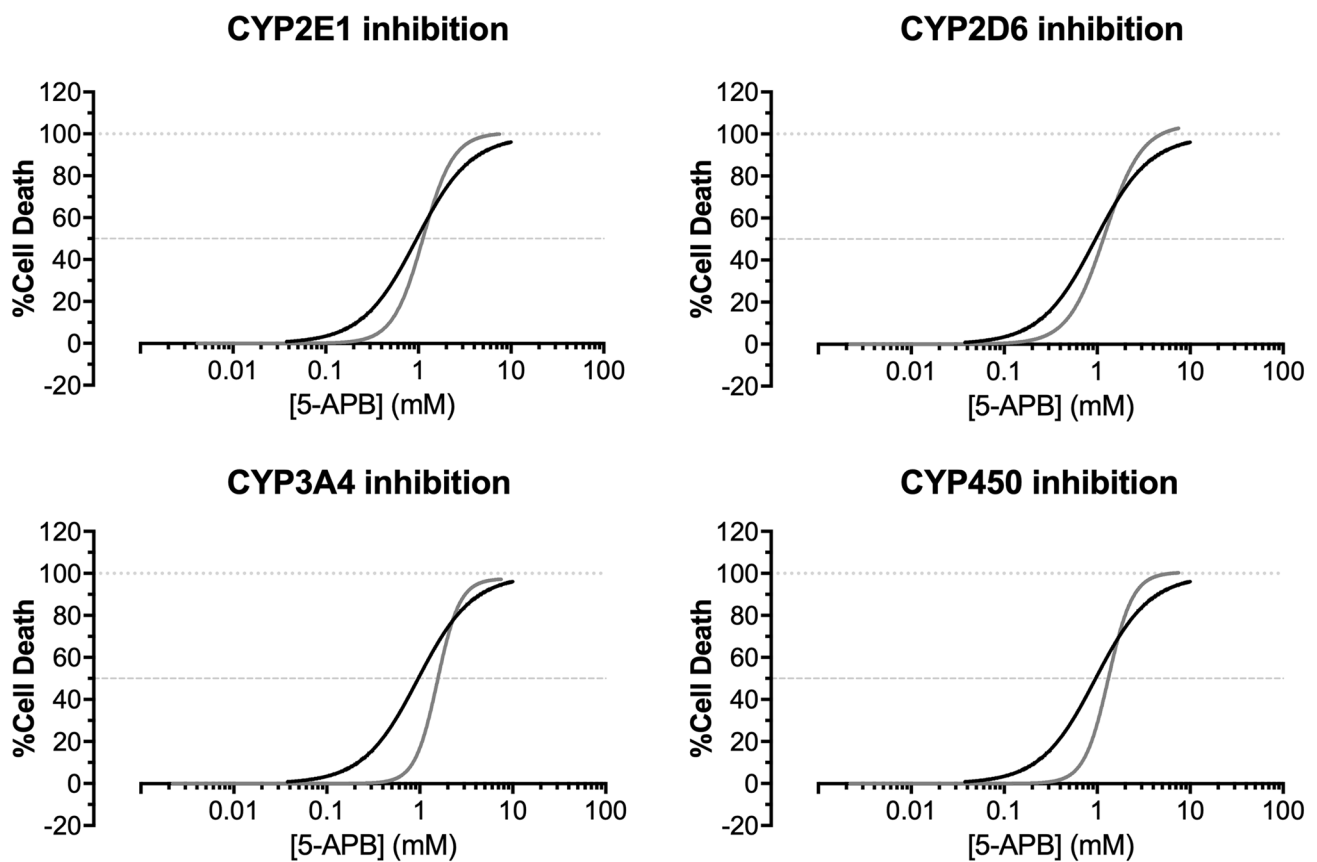 CYP2E1 inhibition
120
100
80
60
40
20
0
-20
%Cell Death
0.01 0.1 1 10 100
[5-APB] (mM)
CYP2D6 inhibition
120
100
80
60
40
20
0
-20
%Cell Death
0.01 0.1 1 10 100
[5-APB] (mM)
CYP3A4 inhibition
120
100
80
60
40
20
0
-20
%Cell Death
0.01 0.1 1 10 100
[5-APB] (mM)
CYP450 inhibition
120
100
80
60
40
20
0
-20
%Cell Death
0.01 0.1 1 10 100
[5-APB] (mM)